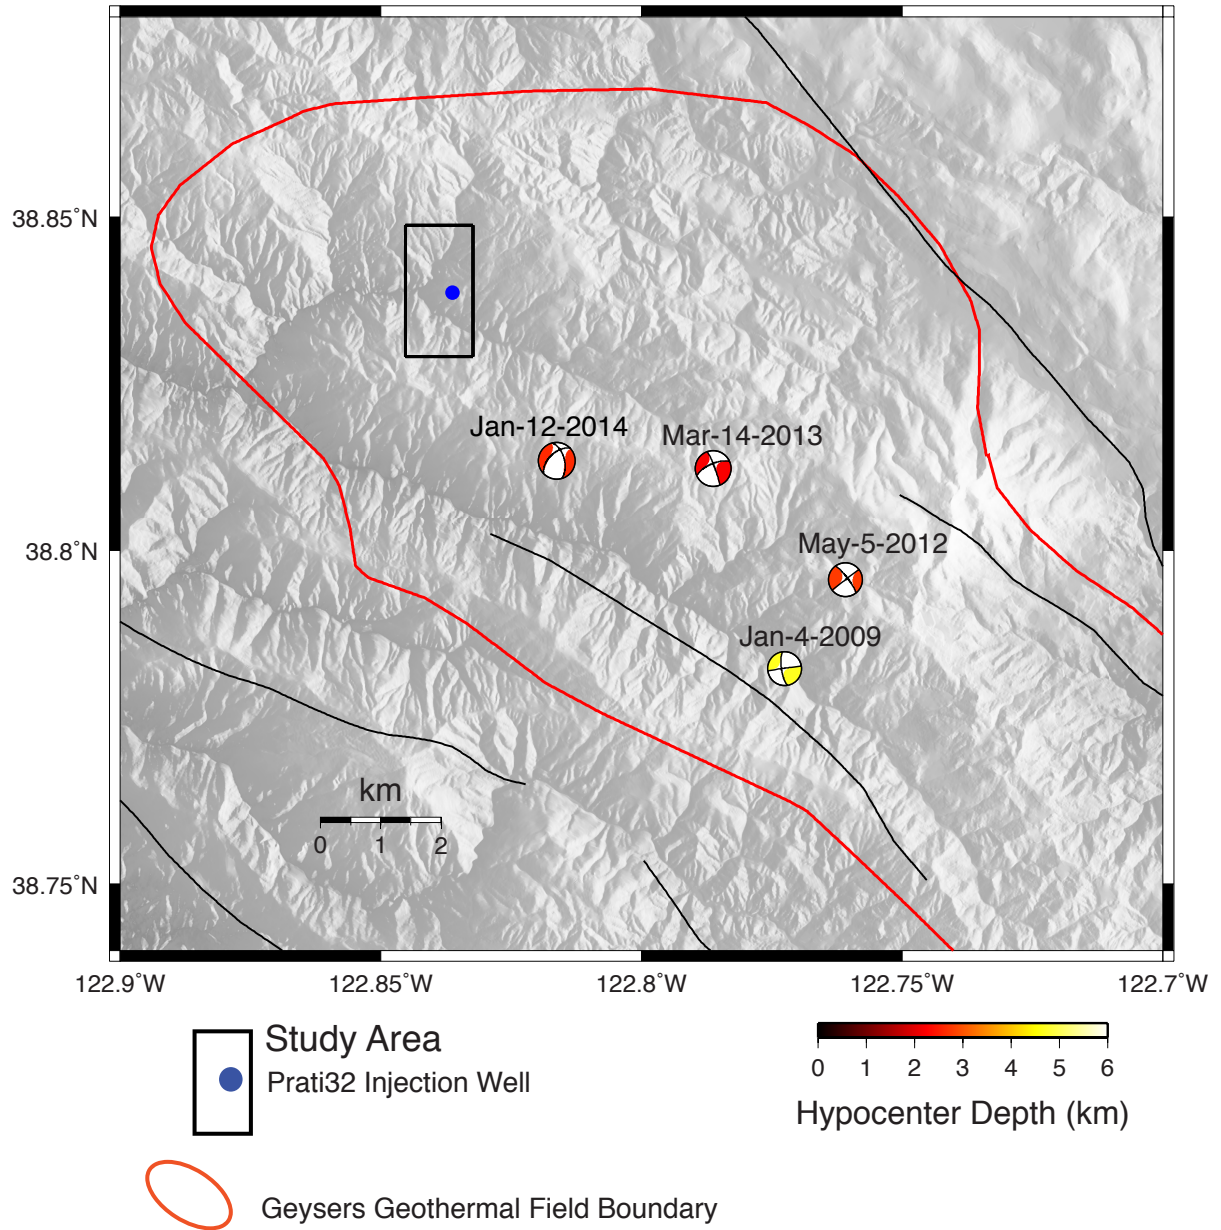 38.85˚N
Jan-12-2014
Mar-14-2013
38.8˚N
May-5-2012
Jan-4-2009
km
0 1 2
38.75˚N
122.9˚W 122.85˚W 122.8˚W 122.75˚W 122.7˚W
Study Area
Prati32 Injection Well
0 1 2 3 4 5 6
Hypocenter Depth (km)
Geysers Geothermal Field Boundary